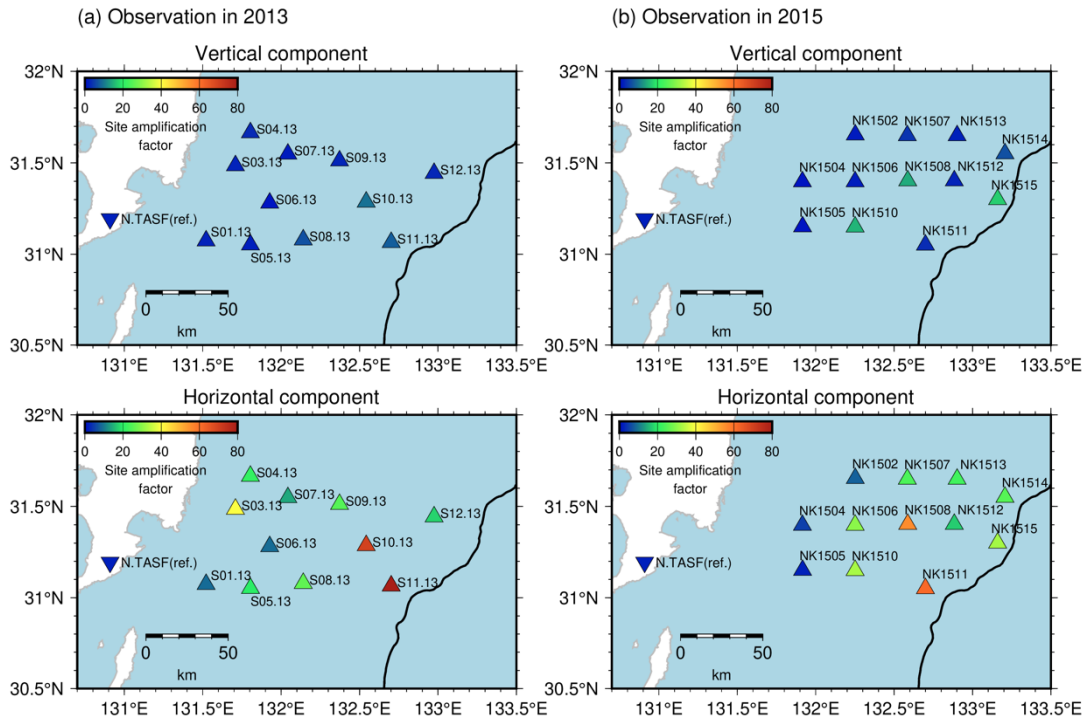 (a) Observation in 2013
Vertical component
32°N
31.5°N
31°N
30.5°N
0 20 40 60 80
Site amplification
factor
S04.13
S07.13
S03.13
S09.13
S12.13
S06.13
S10.13
N.TASF(ref.)
S01.13
S05.13
S08.13
S11.13
0 50
km
131°E 131.5°E 132°E 132.5°E 133°E 133.5°E
Horizontal component
32°N
31.5°N
31°N
30.5°N
0 20 40 60 80
Site amplification
factor
S04.13
S07.13
S03.13
S09.13
S12.13
S06.13
S10.13
N.TASF(ref.)
S01.13
S05.13
S08.13
S11.13
0 50
km
131°E 131.5°E 132°E 132.5°E 133°E 133.5°E
(b) Observation in 2015
Vertical component
32°N
31.5°N
31°N
30.5°N
0 20 40 60 80
Site amplification
factor
NK1502 NK1507 NK1513
NK1514
NK1504 NK1506 NK1508 NK1512
NK1515
N.TASF(ref.)
NK1505 NK1510
NK1511
0 50
km
131°E 131.5°E 132°E 132.5°E 133°E 133.5°E
Horizontal component
32°N
31.5°N
31°N
30.5°N
0 20 40 60 80
Site amplification
factor
NK1502 NK1507 NK1513
NK1514
NK1504 NK1506 NK1508 NK1512
NK1515
N.TASF(ref.)
NK1505 NK1510
NK1511
0 50
km
131°E 131.5°E 132°E 132.5°E 133°E 133.5°E